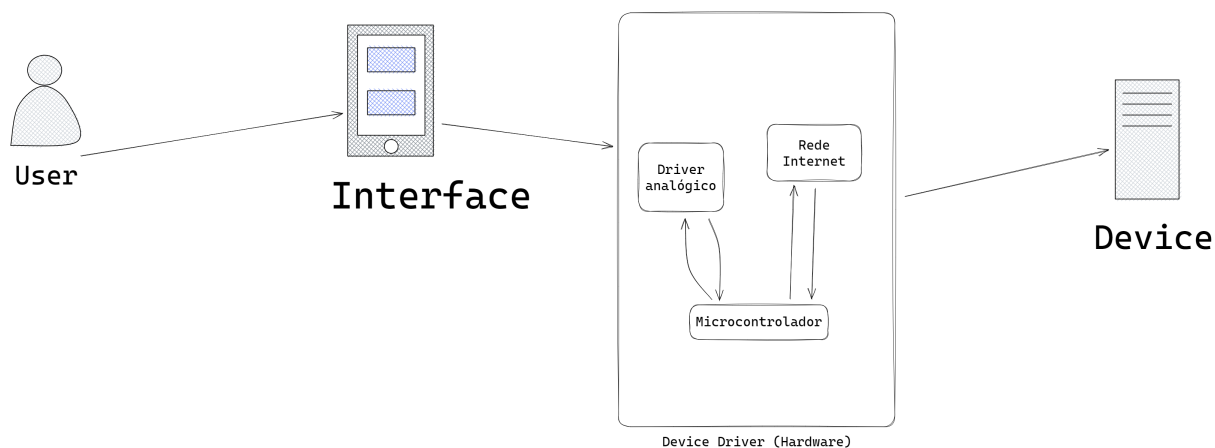 User
Interface
Driver
analógico
Rede
Internet
Microcontrolador
Device Driver (Hardware)
Device